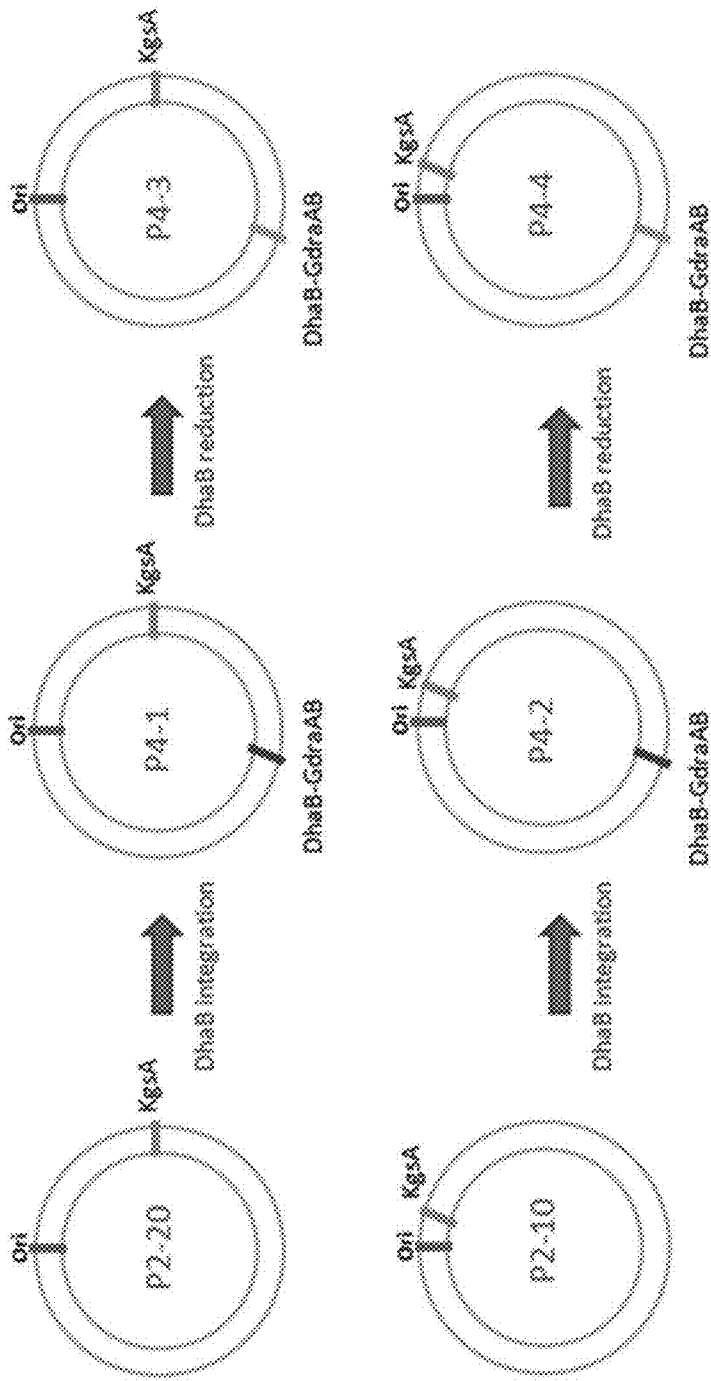 Ori
KgsA
P2-20
DhaB integration
Ori
KgsA
P4-1
DhaB-GdraAB
DhaB reduction
Ori
KgsA
P4-3
DhaB-GdraAB
Ori
KgsA
P2-10
DhaB integration
Ori
KgsA
P4-2
DhaB-GdraAB
DhaB reduction
Ori
KgsA
P4-4
DhaB-GdraAB